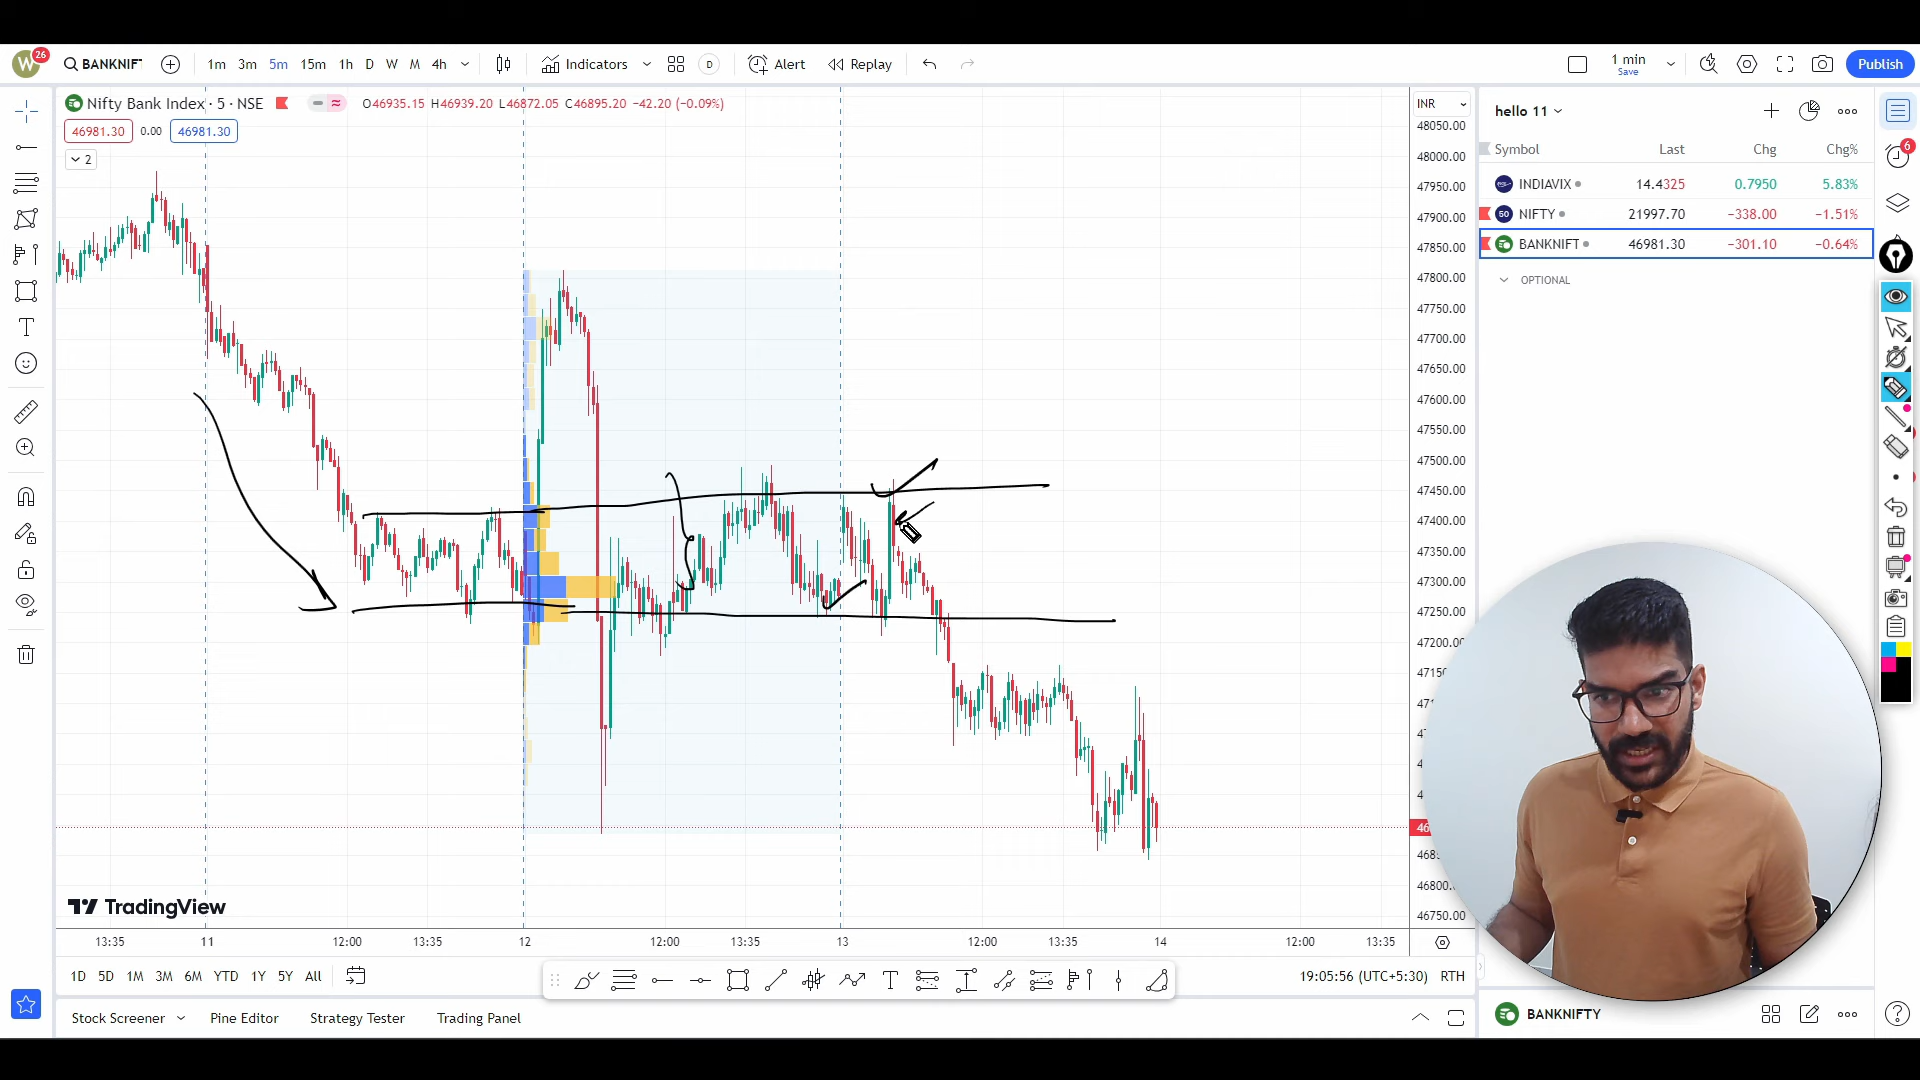 W 26 BANKNIF 1m 3m 5m 15m 1h D W M 4h Indicators D Alert Replay 1 min Save Publish
Nifty Bank Index · 5 · NSE O46935.15 H46939.20 L46872.05 C46895.20 −42.20 (−0.09%)
46981.30 0.00 46981.30
2
INR
48050.00
48000.00
47950.00
47900.00
47850.00
47800.00
47750.00
47700.00
47650.00
47600.00
47550.00
47500.00
47450.00
47400.00
47350.00
47300.00
47250.00
47200.00
46800.00
46750.00
hello 11
Symbol Last Chg Chg%
INDIAVIX 14.4325 0.7950 5.83%
50 NIFTY 21997.70 −338.00 −1.51%
BANKNIFT 46981.30 −301.10 −0.64%
OPTIONAL
6
TradingView
13:35 11 12:00 13:35 12 12:00 13:35 13 12:00 13:35 14 12:00 13:35
1D 5D 1M 3M 6M YTD 1Y 5Y All
19:05:56 (UTC+5:30) RTH
Stock Screener Pine Editor Strategy Tester Trading Panel
BANKNIFTY